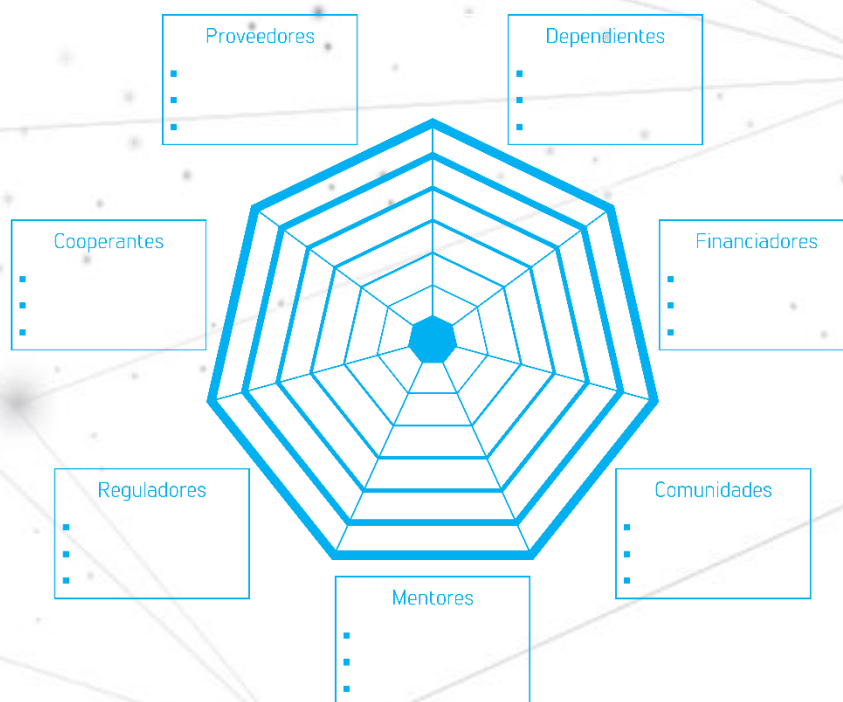 Proveedores
Dependientes
Cooperantes
Financiadores
Reguladores
Comunidades
Mentores